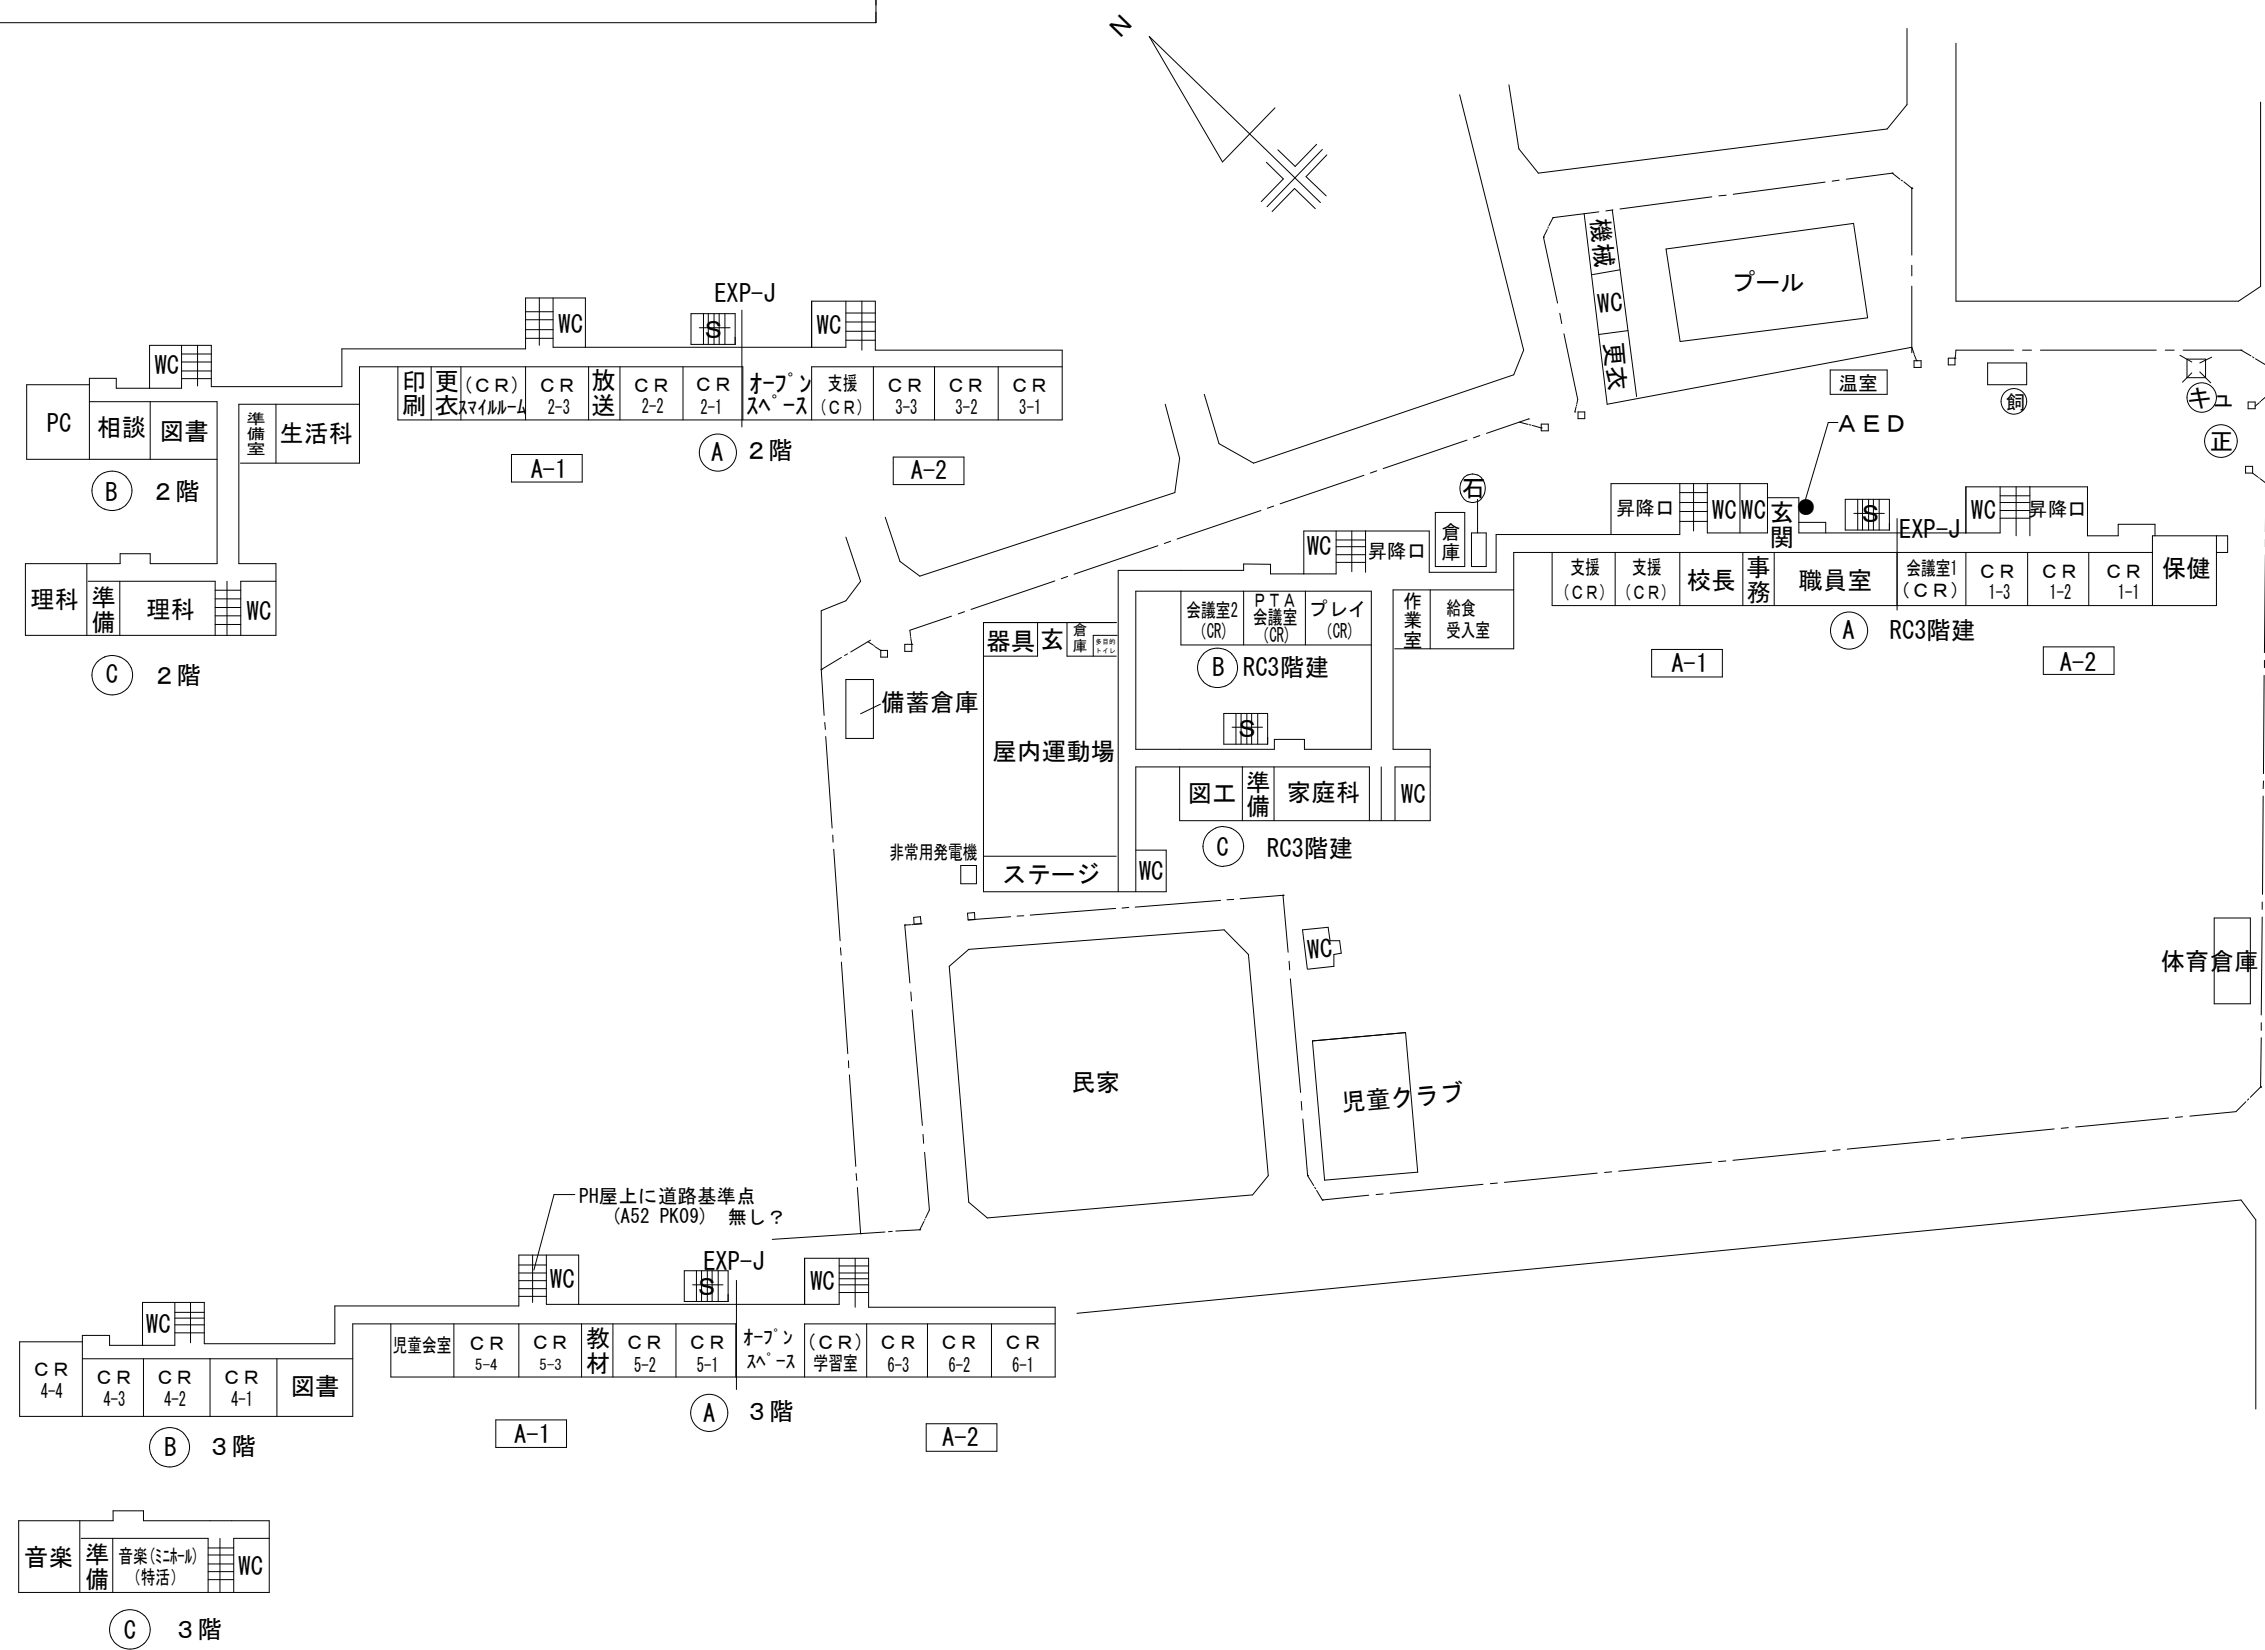 N
機械
WC
更衣
プール
温室
飼
キュ
正
AED
EXP-J
S
WC
WC
WC
印刷
更衣
(CR)
スマイルルーム
CR
2-3
放送
CR
2-2
CR
2-1
オープン
スペース
支援
(CR)
CR
3-3
CR
3-2
CR
3-1
PC
相談
図書
準備室
生活科
A-1
A 2階
A-2
B 2階
理科
準備
理科
WC
C 2階
石
昇降口
WC
WC
玄関
S
EXP-J
WC
昇降口
WC
昇降口
倉庫
支援
(CR)
支援
(CR)
校長
事務
職員室
会議室1
(CR)
CR
1-3
CR
1-2
CR
1-1
保健
A RC3階建
A-1
A-2
会議室2
(CR)
PTA
会議室
(CR)
プレイ
(CR)
作業室
給食
受入室
B RC3階建
器具
玄
倉庫
多目的
トイレ
備蓄倉庫
屋内運動場
S
図工
準備
家庭科
WC
C RC3階建
非常用発電機
ステージ
WC
WC
体育倉庫
民家
児童クラブ
PH屋上に道路基準点
(A52 PK09) 無し?
EXP-J
S
WC
WC
WC
児童会室
CR
5-4
CR
5-3
教材
CR
5-2
CR
5-1
オープン
スペース
(CR)
学習室
CR
6-3
CR
6-2
CR
6-1
CR
4-4
CR
4-3
CR
4-2
CR
4-1
図書
A-1
A 3階
A-2
B 3階
音楽
準備
音楽(ミニホール)
(特活)
WC
C 3階